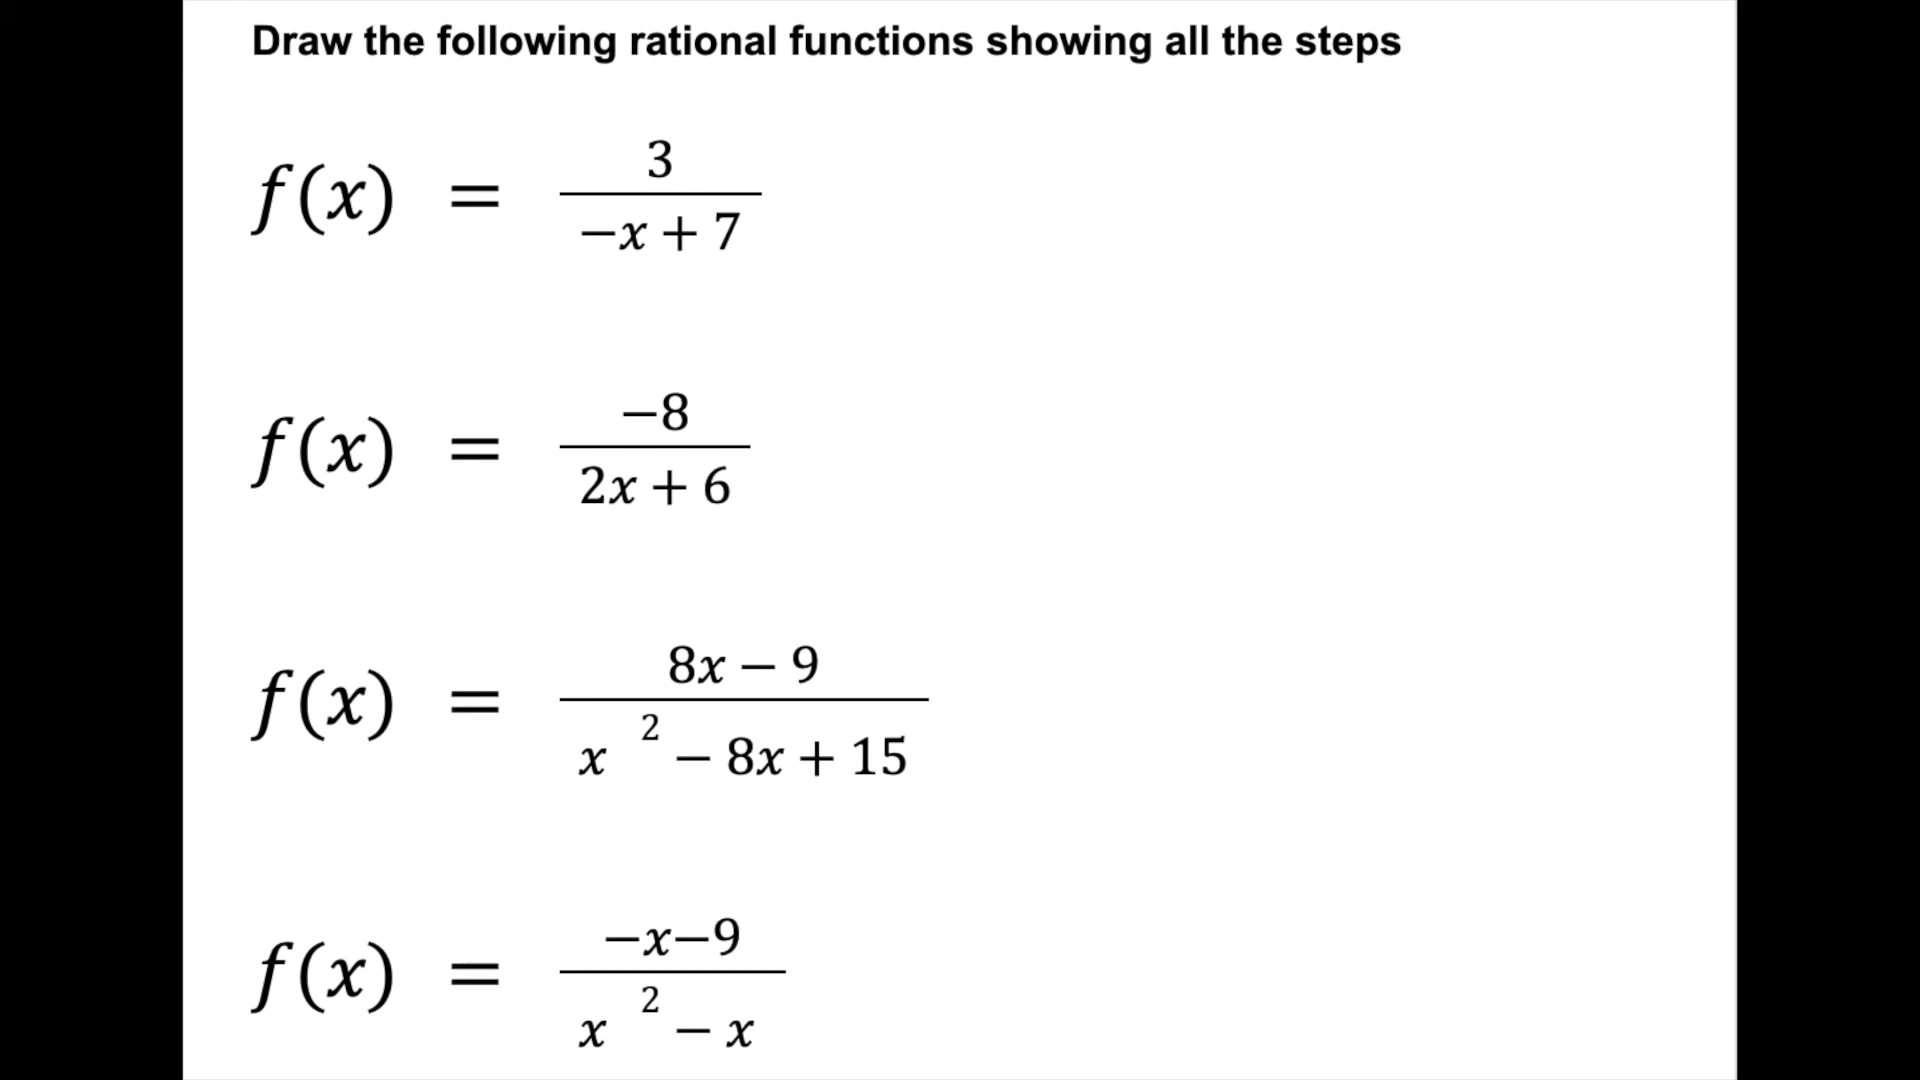 Draw the following rational functions showing all the steps
f(x) = 3 / (−x + 7)
f(x) = −8 / (2x + 6)
f(x) = (8x − 9) / (x² − 8x + 15)
f(x) = (−x−9) / (x² − x)